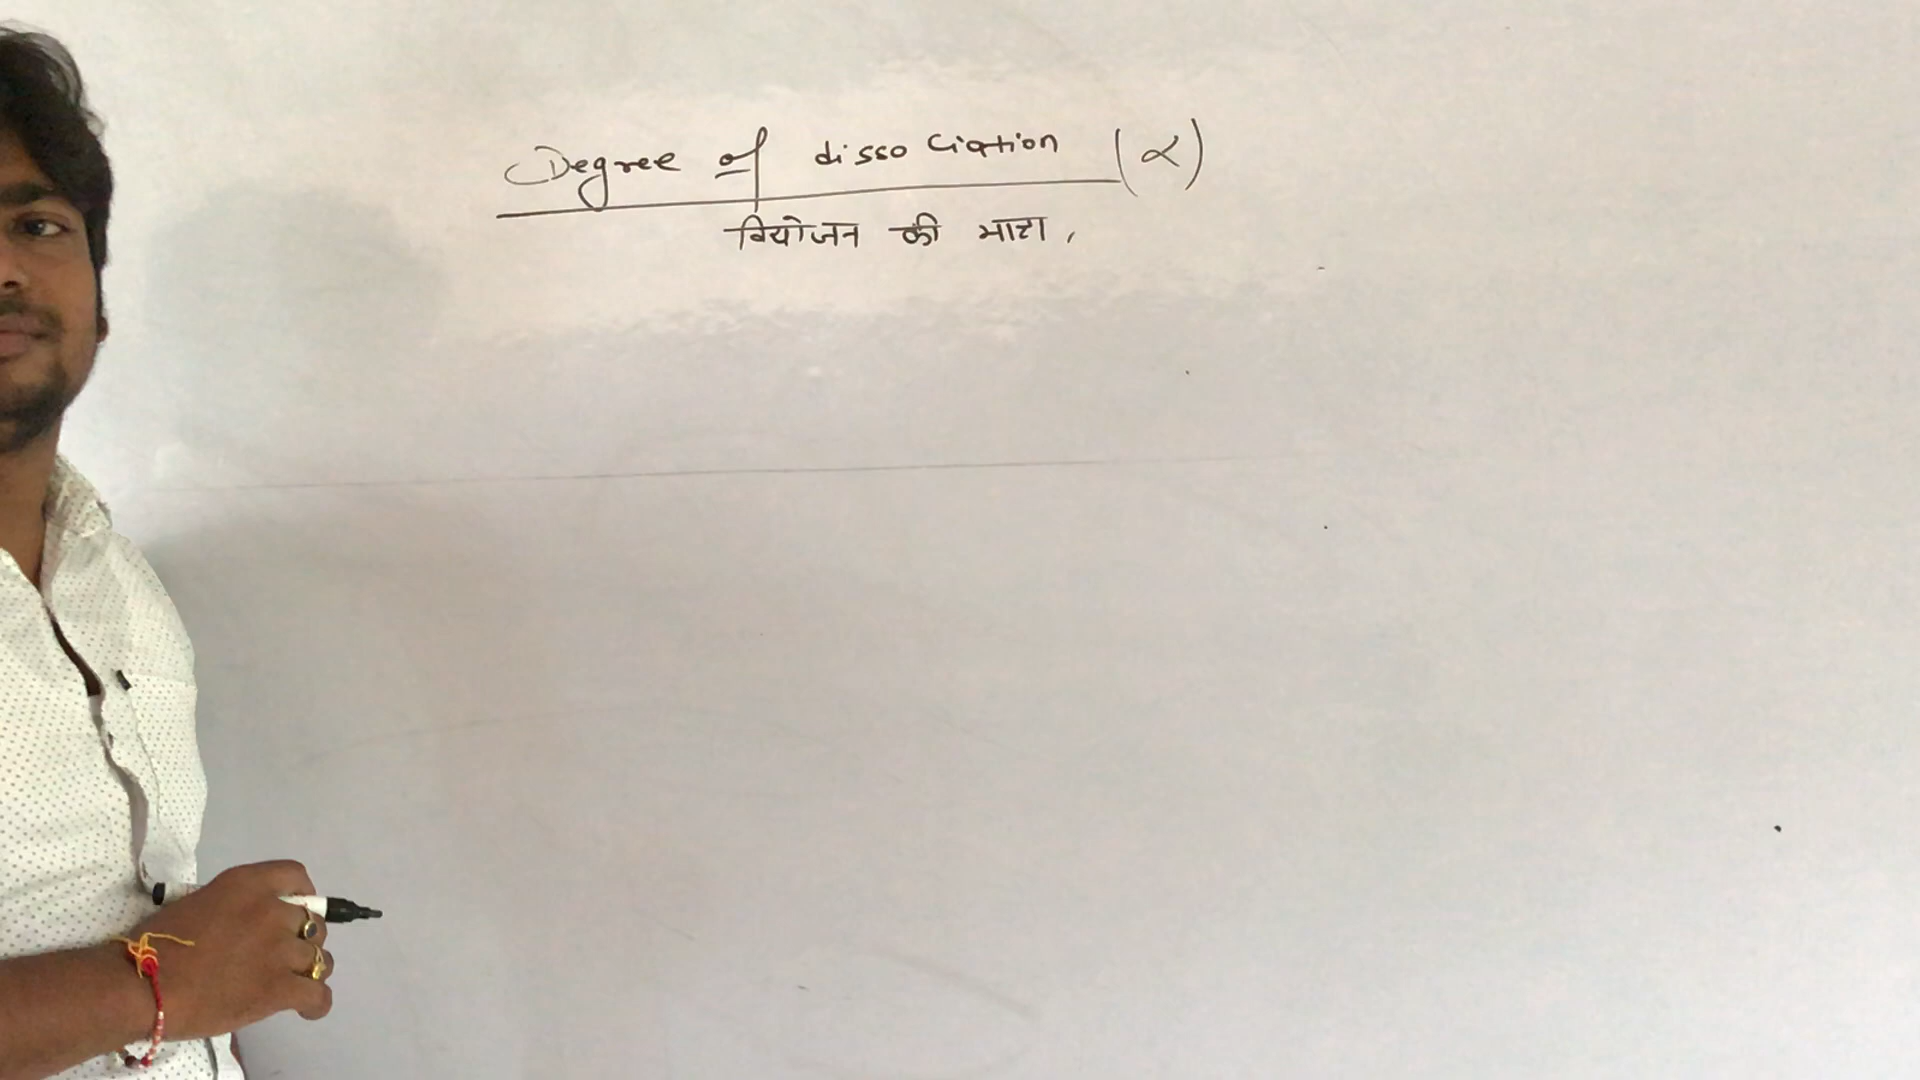 Degree of dissociation (α)
वियोजन की मात्रा,